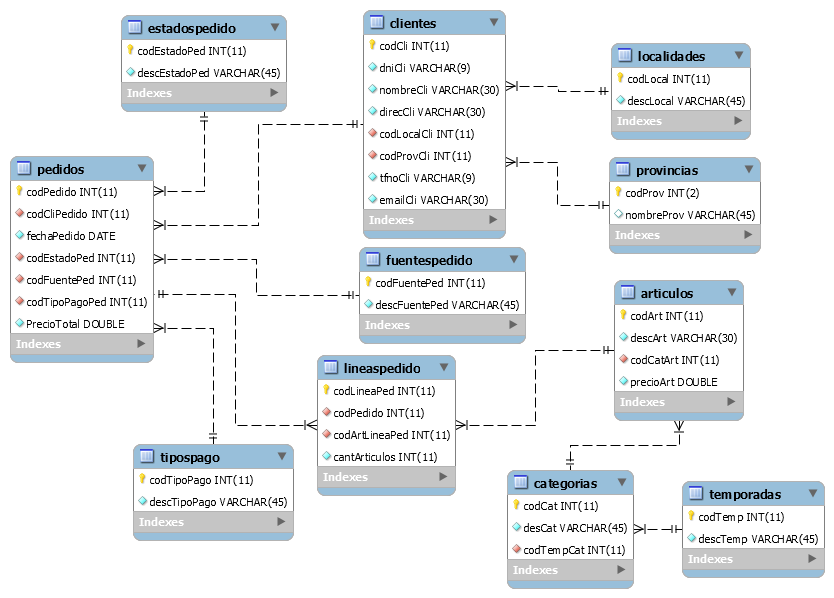 estadospedido
codEstadoPed INT(11)
descEstadoPed VARCHAR(45)
Indexes
clientes
codCli INT(11)
dniCli VARCHAR(9)
nombreCli VARCHAR(30)
direcCli VARCHAR(30)
codLocalCli INT(11)
codProvCli INT(11)
tfnoCli VARCHAR(9)
emailCli VARCHAR(30)
Indexes
localidades
codLocal INT(11)
descLocal VARCHAR(45)
Indexes
pedidos
codPedido INT(11)
codCliPedido INT(11)
fechaPedido DATE
codEstadoPed INT(11)
codFuentePed INT(11)
codTipoPagoPed INT(11)
PrecioTotal DOUBLE
Indexes
provincias
codProv INT(2)
nombreProv VARCHAR(45)
Indexes
fuentespedido
codFuentePed INT(11)
descFuentePed VARCHAR(45)
Indexes
articulos
codArt INT(11)
descArt VARCHAR(30)
codCatArt INT(11)
precioArt DOUBLE
Indexes
lineaspedido
codLineaPed INT(11)
codPedido INT(11)
codArtLineaPed INT(11)
cantArticulos INT(11)
Indexes
tipospago
codTipoPago INT(11)
descTipoPago VARCHAR(45)
Indexes
categorias
codCat INT(11)
desCat VARCHAR(45)
codTempCat INT(11)
Indexes
temporadas
codTemp INT(11)
descTemp VARCHAR(45)
Indexes